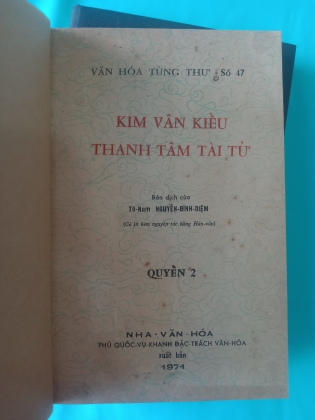 VĂN HÓA TÙNG THƯ Số 47
KIM VÂN KIỀU
THANH TÂM TÀI TỬ
Bản dịch của
Tô-Nam NGUYỄN-ĐÌNH-DIỆM
(Có in kèm nguyên tác bằng Hán-văn)
QUYỂN 2
NHA-VĂN-HÓA
PHỦ QUỐC-VỤ-KHANH ĐẶC-TRÁCH VĂN-HÓA
xuất bản
1971